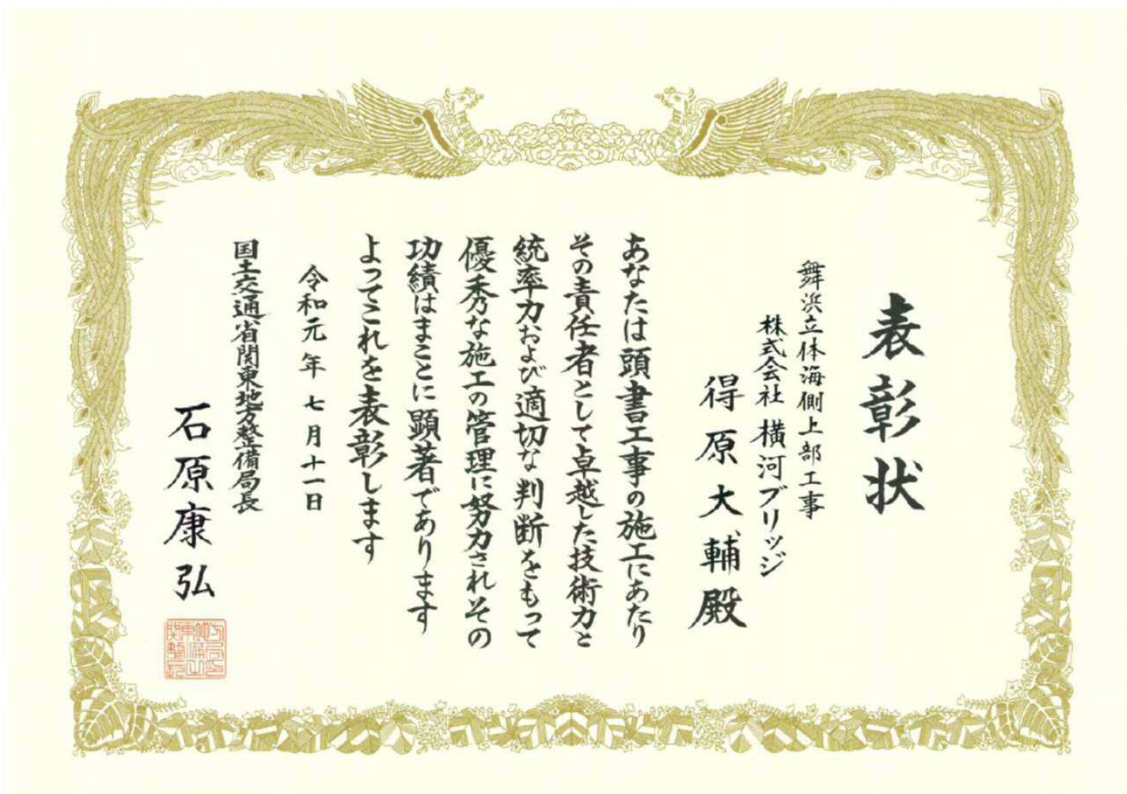 表彰状
舞浜立体海側上部工事
株式会社 横河ブリッジ
得原大輔殿
あなたは頭書工事の施工にあたり
その責任者として卓越した技術力と
統率力および適切な判断をもって
優秀な施工の管理に努力されその
功績はまことに顕著であります
よってこれを表彰します
令和元年七月十一日
国土交通省関東地方整備局長
石原康弘